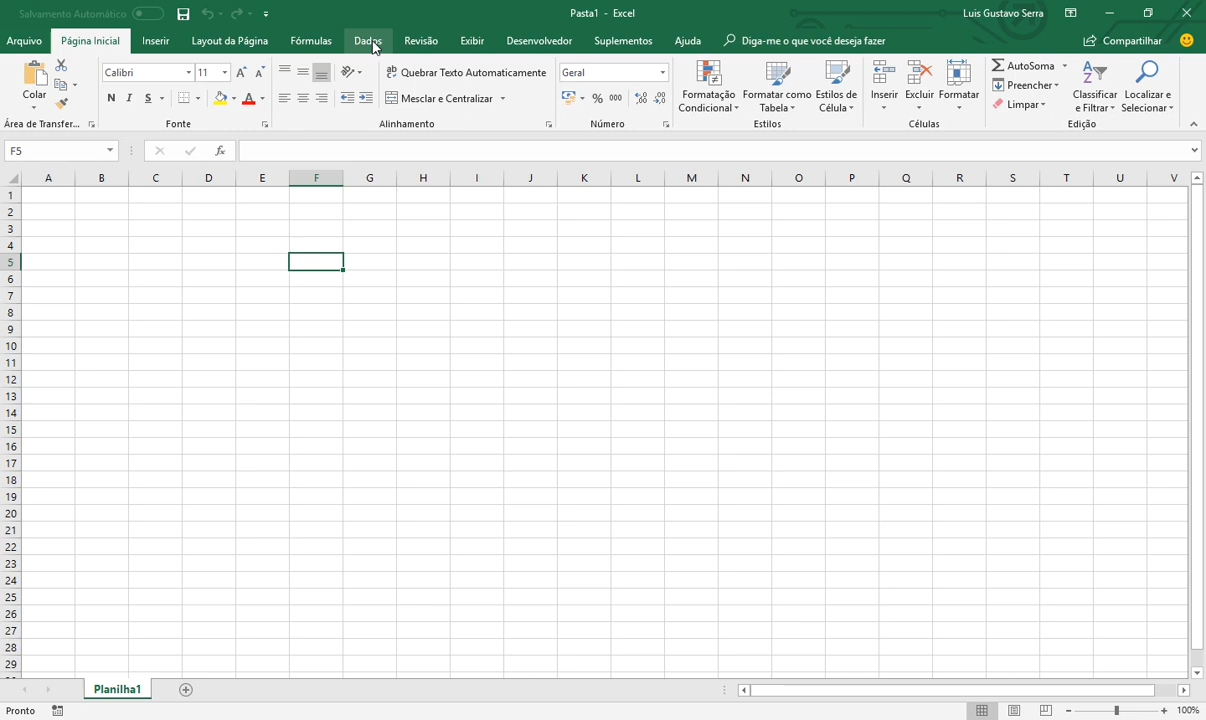 Salvamento Automático Pasta1 - Excel Luis Gustavo Serra
Arquivo Página Inicial Inserir Layout da Página Fórmulas Dados Revisão Exibir Desenvolvedor Suplementos Ajuda Diga-me o que você deseja fazer Compartilhar
Colar
Área de Transfer...
Calibri 11
N I S A
Fonte
Quebrar Texto Automaticamente
Mesclar e Centralizar
Alinhamento
Geral
% 000
Número
Formatação Condicional
Formatar como Tabela
Estilos de Célula
Estilos
Inserir Excluir Formatar
Células
AutoSoma
Preencher
Limpar
Classificar e Filtrar
Localizar e Selecionar
Edição
F5 fx
A B C D E F G H I J K L M N O P Q R S T U V
1
2
3
4
5
6
7
8
9
10
11
12
13
14
15
16
17
18
19
20
21
22
23
24
25
26
27
28
29
Planilha1
Pronto 100%